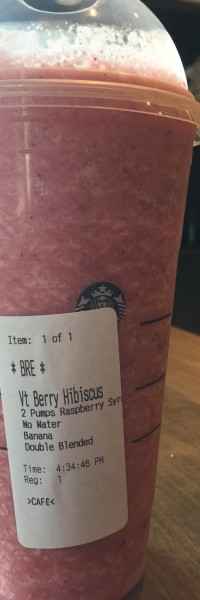 Item: 1 of 1
* BRE *
Vt Berry Hibiscus
2 Pumps Raspberry Syr
No Water
Banana
Double Blended
Time: 4:34:46 PM
Reg: 1
>CAFE<